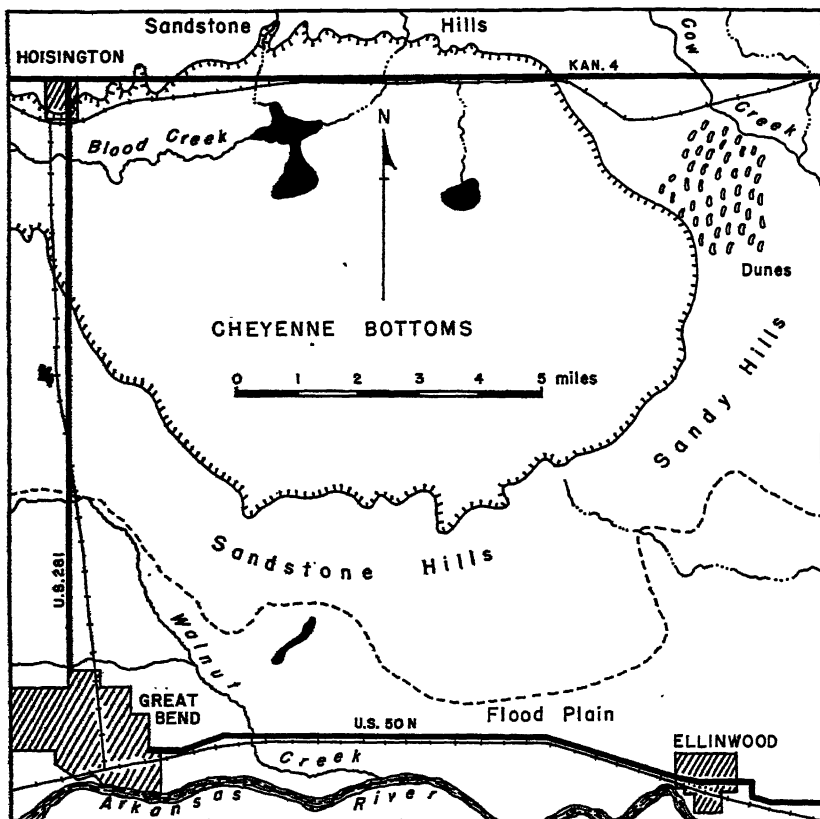 Sandstone Hills
HOISINGTON
KAN. 4
Cow Creek
Blood Creek
N
Dunes
CHEYENNE BOTTOMS
0 1 2 3 4 5 miles
Sandy Hills
Sandstone Hills
U.S. 281
Walnut Creek
GREAT
BEND
U.S. 50 N
Flood Plain
ELLINWOOD
Arkansas River